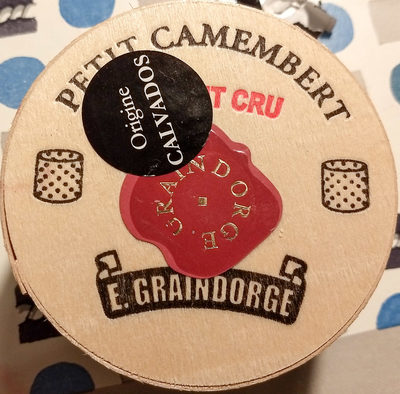 PETIT CAMEMBERT
CRU
Origine
CALVADOS
E. GRAINDORGE
E. GRAINDORGE